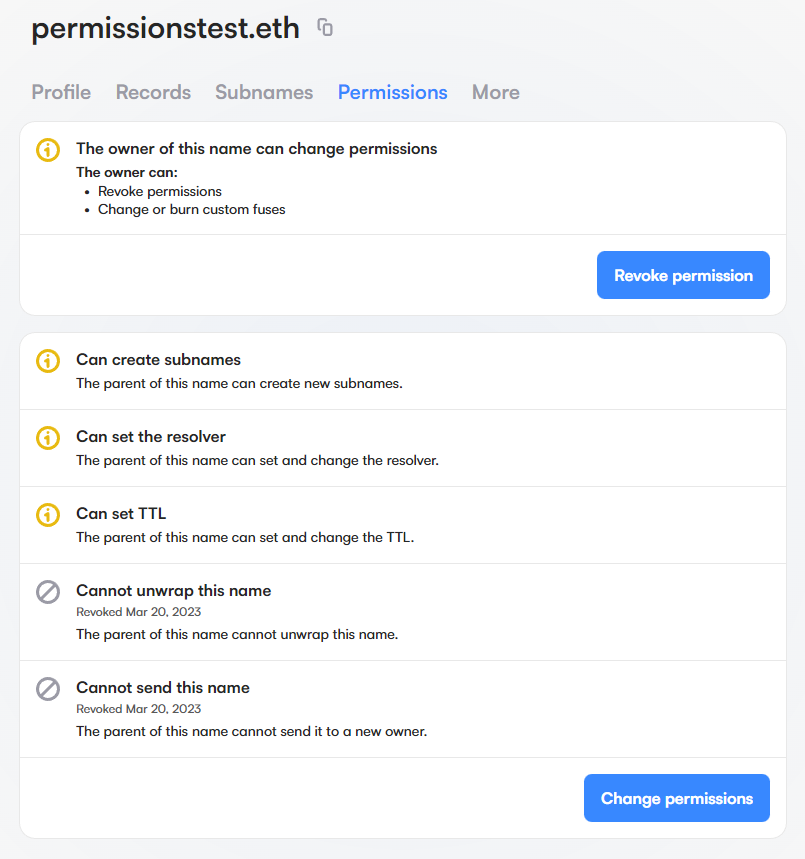 permissionstest.eth
Profile Records Subnames Permissions More
The owner of this name can change permissions
The owner can:
• Revoke permissions
• Change or burn custom fuses
Revoke permission
Can create subnames
The parent of this name can create new subnames.
Can set the resolver
The parent of this name can set and change the resolver.
Can set TTL
The parent of this name can set and change the TTL.
Cannot unwrap this name
Revoked Mar 20, 2023
The parent of this name cannot unwrap this name.
Cannot send this name
Revoked Mar 20, 2023
The parent of this name cannot send it to a new owner.
Change permissions